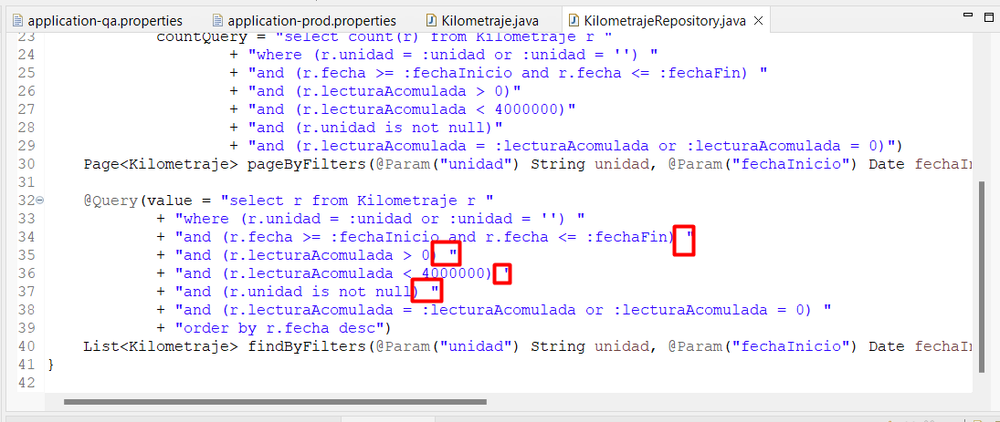 application-qa.properties application-prod.properties Kilometraje.java KilometrajeRepository.java
23 countQuery = "select count(r) from Kilometraje r "
24 + "where (r.unidad = :unidad or :unidad = '') "
25 + "and (r.fecha >= :fechaInicio and r.fecha <= :fechaFin) "
26 + "and (r.lecturaAcomulada > 0)"
27 + "and (r.lecturaAcomulada < 4000000)"
28 + "and (r.unidad is not null)"
29 + "and (r.lecturaAcomulada = :lecturaAcomulada or :lecturaAcomulada = 0)")
30 Page<Kilometraje> pageByFilters(@Param("unidad") String unidad, @Param("fechaInicio") Date fechaIn
31
32 @Query(value = "select r from Kilometraje r "
33 + "where (r.unidad = :unidad or :unidad = '') "
34 + "and (r.fecha >= :fechaInicio and r.fecha <= :fechaFin) "
35 + "and (r.lecturaAcomulada > 0) "
36 + "and (r.lecturaAcomulada < 4000000) "
37 + "and (r.unidad is not null) "
38 + "and (r.lecturaAcomulada = :lecturaAcomulada or :lecturaAcomulada = 0) "
39 + "order by r.fecha desc")
40 List<Kilometraje> findByFilters(@Param("unidad") String unidad, @Param("fechaInicio") Date fechaIn
41 }
42